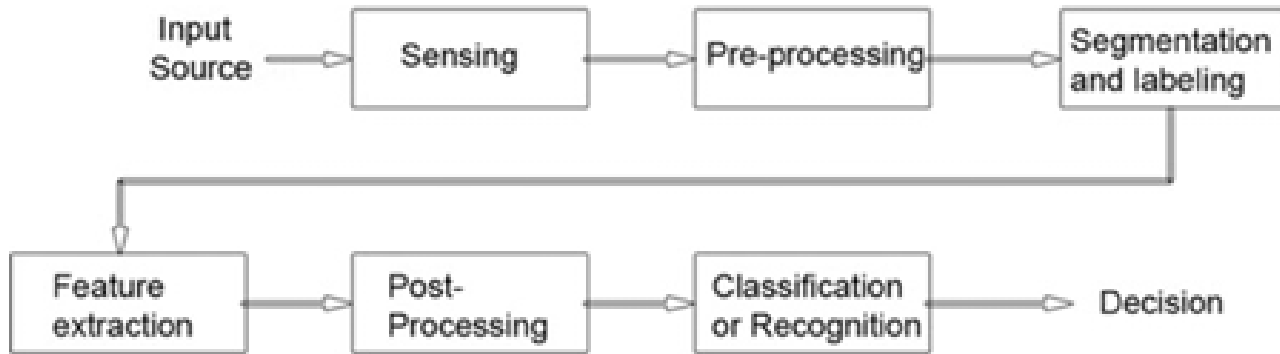 Input
Source
Sensing
Pre-processing
Segmentation
and labeling
Feature
extraction
Post-
Processing
Classification
or Recognition
Decision